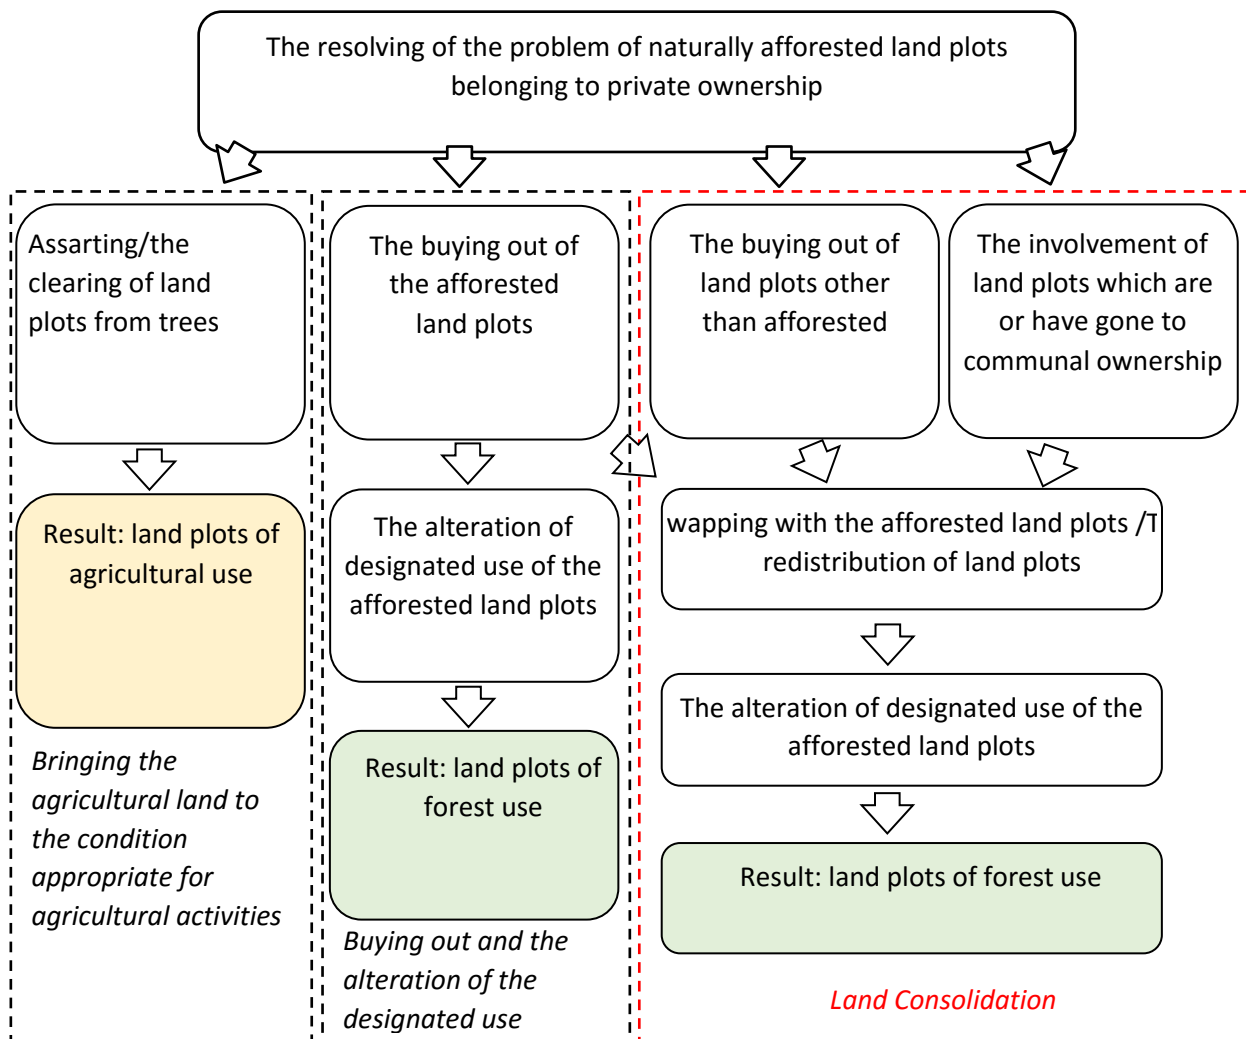 The resolving of the problem of naturally afforested land plots
belonging to private ownership
Assarting/the
clearing of land
plots from trees
The buying out of
the afforested
land plots
The buying out of
land plots other
than afforested
The involvement of
land plots which are
or have gone to
communal ownership
Result: land plots of
agricultural use
The alteration of
designated use of the
afforested land plots
wapping with the afforested land plots /T
redistribution of land plots
The alteration of designated use of the
afforested land plots
Bringing the
agricultural land to
the condition
appropriate for
agricultural activities
Result: land plots of
forest use
Result: land plots of forest use
Buying out and the
alteration of the
designated use
Land Consolidation